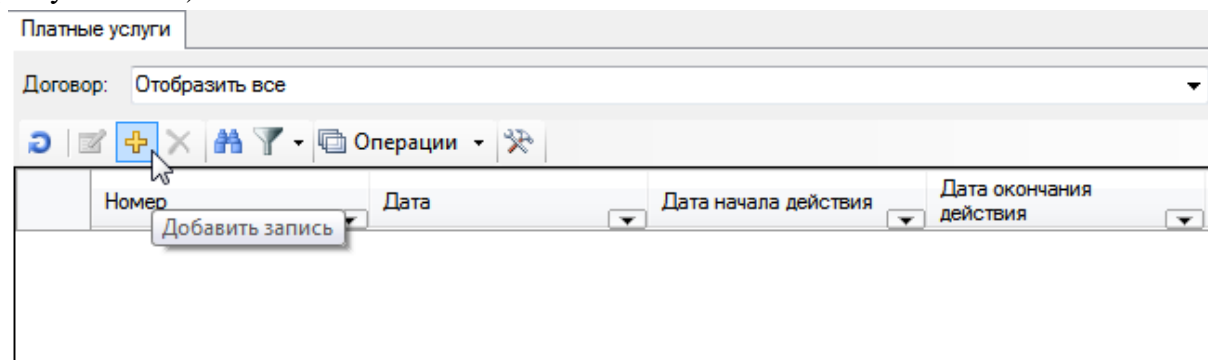 Платные услуги
Договор: Отобразить все
Операции
Номер Дата Дата начала действия Дата окончания действия
Добавить запись